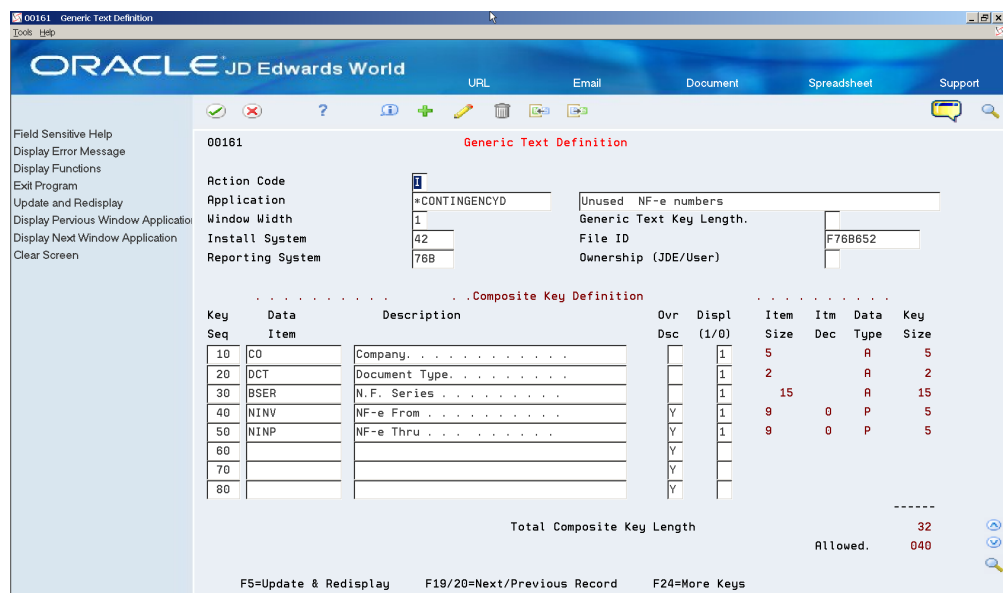 00161 Generic Text Definition
Tools Help
ORACLE JD Edwards World
URL Email Document Spreadsheet Support
Field Sensitive Help
Display Error Message
Display Functions
Exit Program
Update and Redisplay
Display Pervious Window Application
Display Next Window Application
Clear Screen
00161 Generic Text Definition
Action Code I
Application *CONTINGENCYD Unused NF-e numbers
Window Width 1 Generic Text Key Length.
Install System 42 File ID F76B652
Reporting System 76B Ownership (JDE/User)
. . . . . . . . . . . .Composite Key Definition . . . . . . . . . .
Key Data Description Ovr Displ Item Itm Data Key
Seq Item Dsc (1/0) Size Dec Type Size
10 CO Company. . . . . . . . . . . . . 1 5 A 5
20 DCT Document Type. . . . . . . . . 1 2 A 2
30 BSER N.F. Series . . . . . . . . . 1 15 A 15
40 NINV NF-e From . . . . . . . . . . Y 1 9 0 P 5
50 NINP NF-e Thru . . . . . . . . . Y 1 9 0 P 5
60 Y
70 Y
80 Y
------
Total Composite Key Length 32
Allowed. 040
F5=Update & Redisplay F19/20=Next/Previous Record F24=More Keys